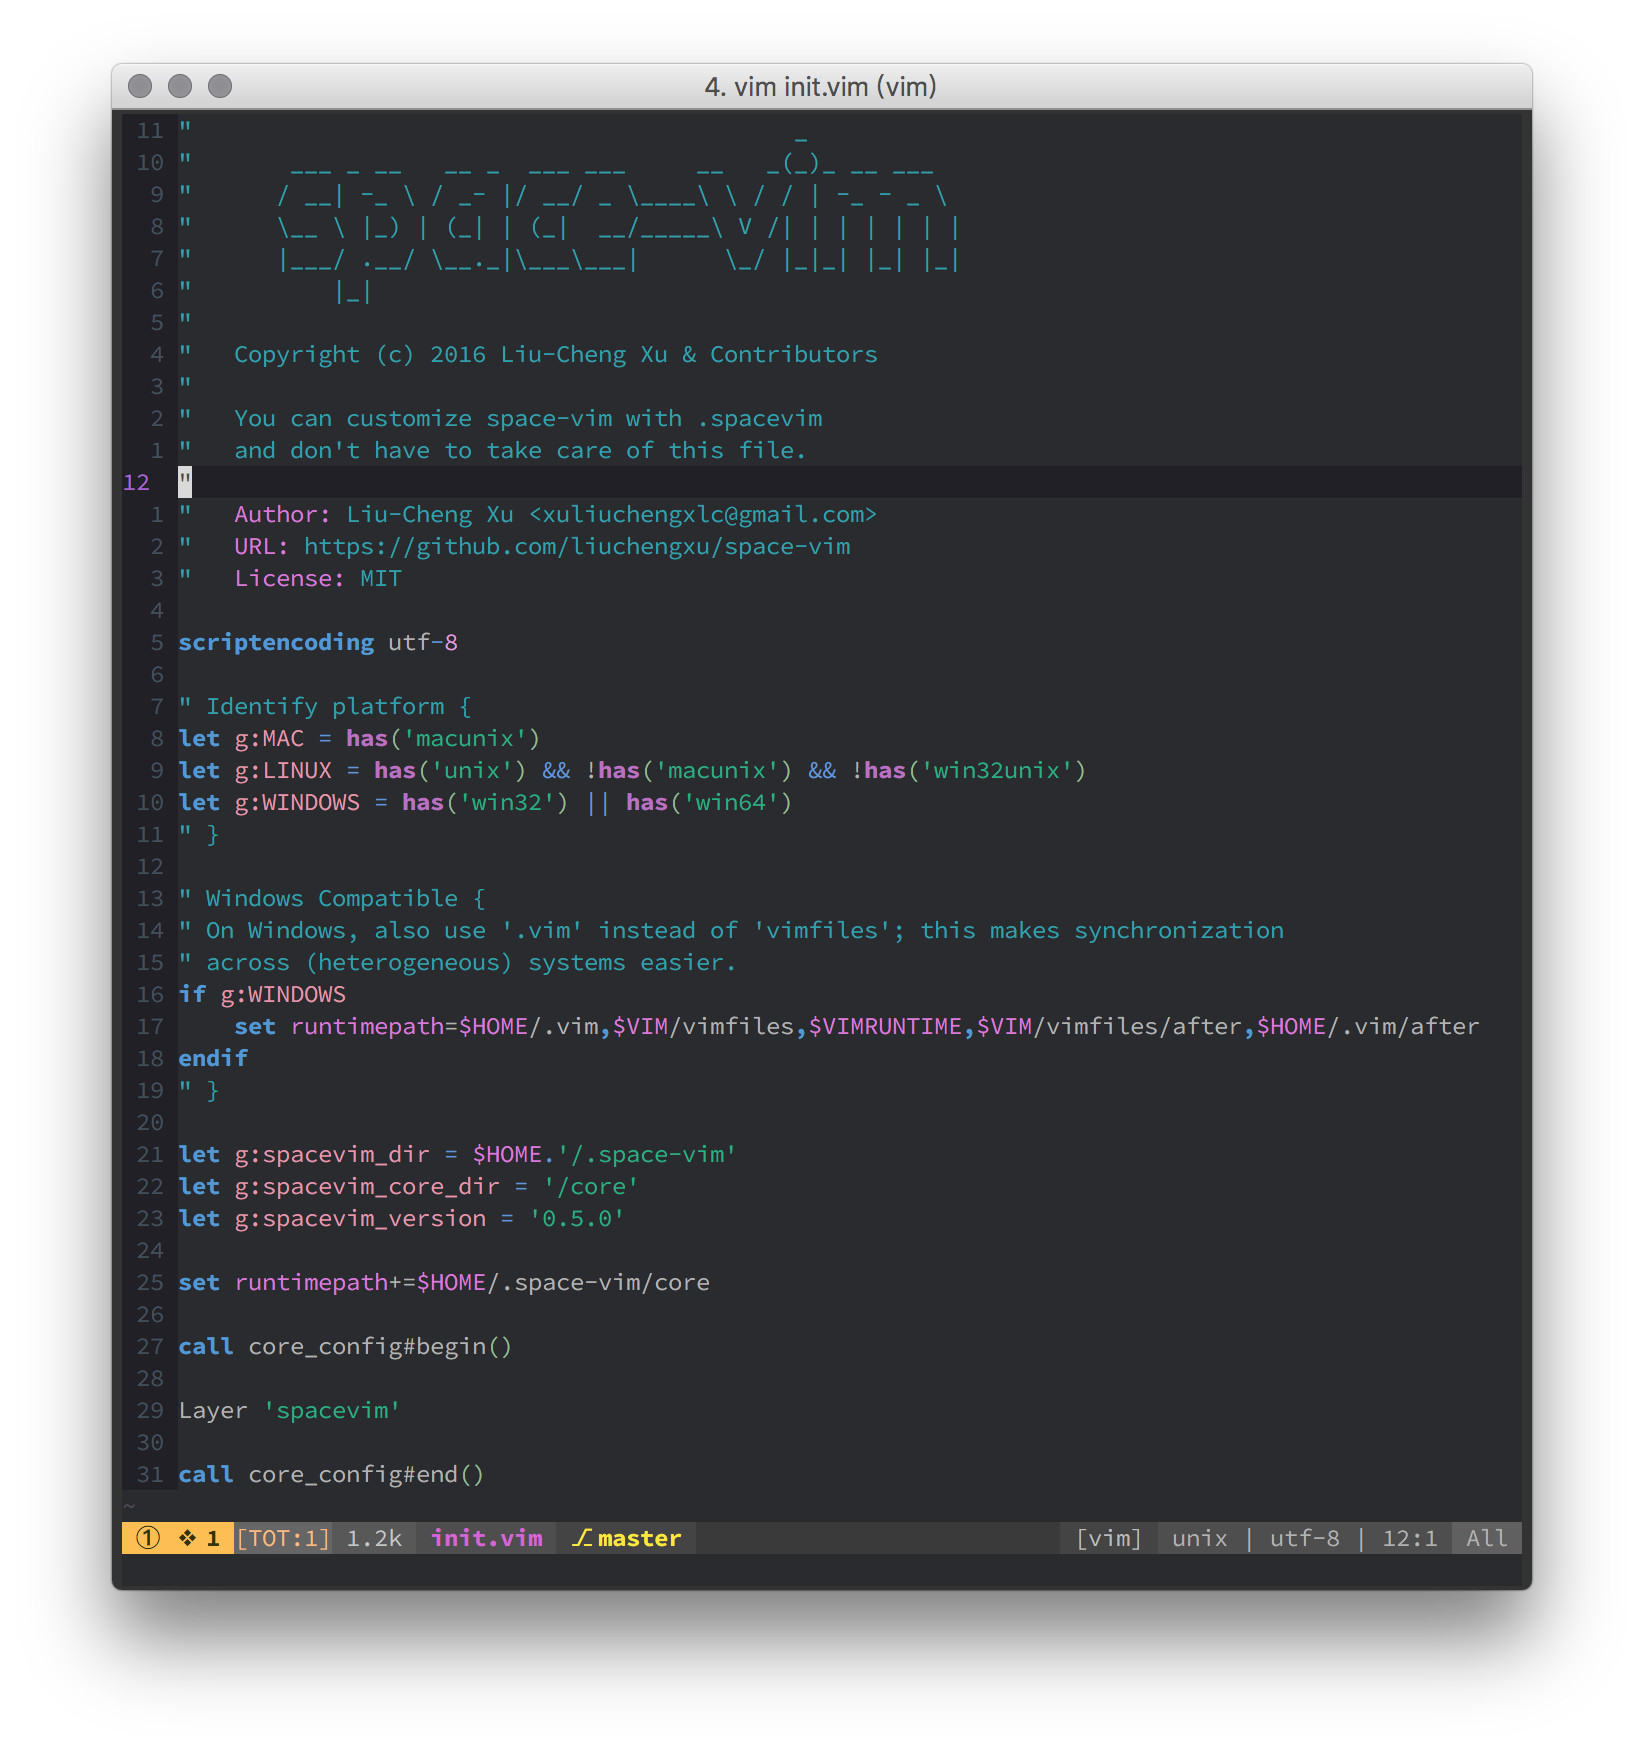 4. vim init.vim (vim)
11 "                                           _
10 "       ___ _ __   __ _  ___ ___     __   _(_)_ __ ___
 9 "      / __| '_ \ / _` |/ __/ _ \____\ \ / / | '_ ` _ \
 8 "      \__ \ |_) | (_| | (_|  __/_____\ V /| | | | | | |
 7 "      |___/ .__/ \__,_|\___\___|      \_/ |_|_| |_| |_|
 6 "          |_|
 5 "
 4 "   Copyright (c) 2016 Liu-Cheng Xu & Contributors
 3 "
 2 "   You can customize space-vim with .spacevim
 1 "   and don't have to take care of this file.
12  "
 1 "   Author: Liu-Cheng Xu <xuliuchengxlc@gmail.com>
 2 "   URL: https://github.com/liuchengxu/space-vim
 3 "   License: MIT
 4
 5 scriptencoding utf-8
 6
 7 " Identify platform {
 8 let g:MAC = has('macunix')
 9 let g:LINUX = has('unix') && !has('macunix') && !has('win32unix')
10 let g:WINDOWS = has('win32') || has('win64')
11 " }
12
13 " Windows Compatible {
14 " On Windows, also use '.vim' instead of 'vimfiles'; this makes synchronization
15 " across (heterogeneous) systems easier.
16 if g:WINDOWS
17     set runtimepath=$HOME/.vim,$VIM/vimfiles,$VIMRUNTIME,$VIM/vimfiles/after,$HOME/.vim/after
18 endif
19 " }
20
21 let g:spacevim_dir = $HOME.'/.space-vim'
22 let g:spacevim_core_dir = '/core'
23 let g:spacevim_version = '0.5.0'
24
25 set runtimepath+=$HOME/.space-vim/core
26
27 call core_config#begin()
28
29 Layer 'spacevim'
30
31 call core_config#end()
~
① ❖ 1 [TOT:1] 1.2k init.vim ⎇ master [vim] unix | utf-8 | 12:1 All